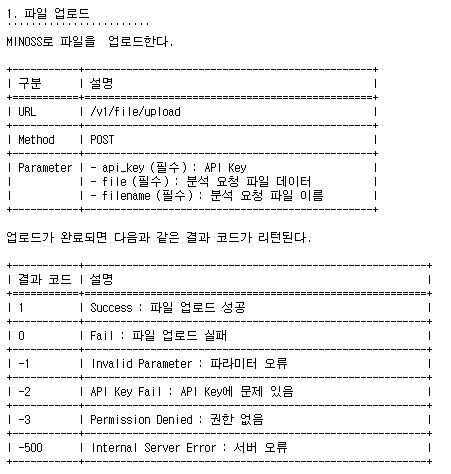 1. 파일 업로드
''''''''''''''''''''''''
MINOSS로 파일을  업로드한다.
+-----------+--------------------------------------------+
| 구분      | 설명                                       |
+===========+============================================+
| URL       | /v1/file/upload                            |
+-----------+--------------------------------------------+
| Method    | POST                                       |
+-----------+--------------------------------------------+
| Parameter | - api_key (필수) : API Key                 |
|           | - file (필수) : 분석 요청 파일 데이터      |
|           | - filename (필수) : 분석 요청 파일 이름    |
+-----------+--------------------------------------------+
업로드가 완료되면 다음과 같은 결과 코드가 리턴된다.
+-----------+----------------------------------------------------+
| 결과 코드 | 설명                                               |
+===========+====================================================+
| 1         | Success : 파일 업로드 성공                         |
+-----------+----------------------------------------------------+
| 0         | Fail : 파일 업로드 실패                            |
+-----------+----------------------------------------------------+
| -1        | Invalid Parameter : 파라미터 오류                  |
+-----------+----------------------------------------------------+
| -2        | API Key Fail : API Key에 문제 있음                 |
+-----------+----------------------------------------------------+
| -3        | Permission Denied : 권한 없음                      |
+-----------+----------------------------------------------------+
| -500      | Internal Server Error : 서버 오류                  |
+-----------+----------------------------------------------------+